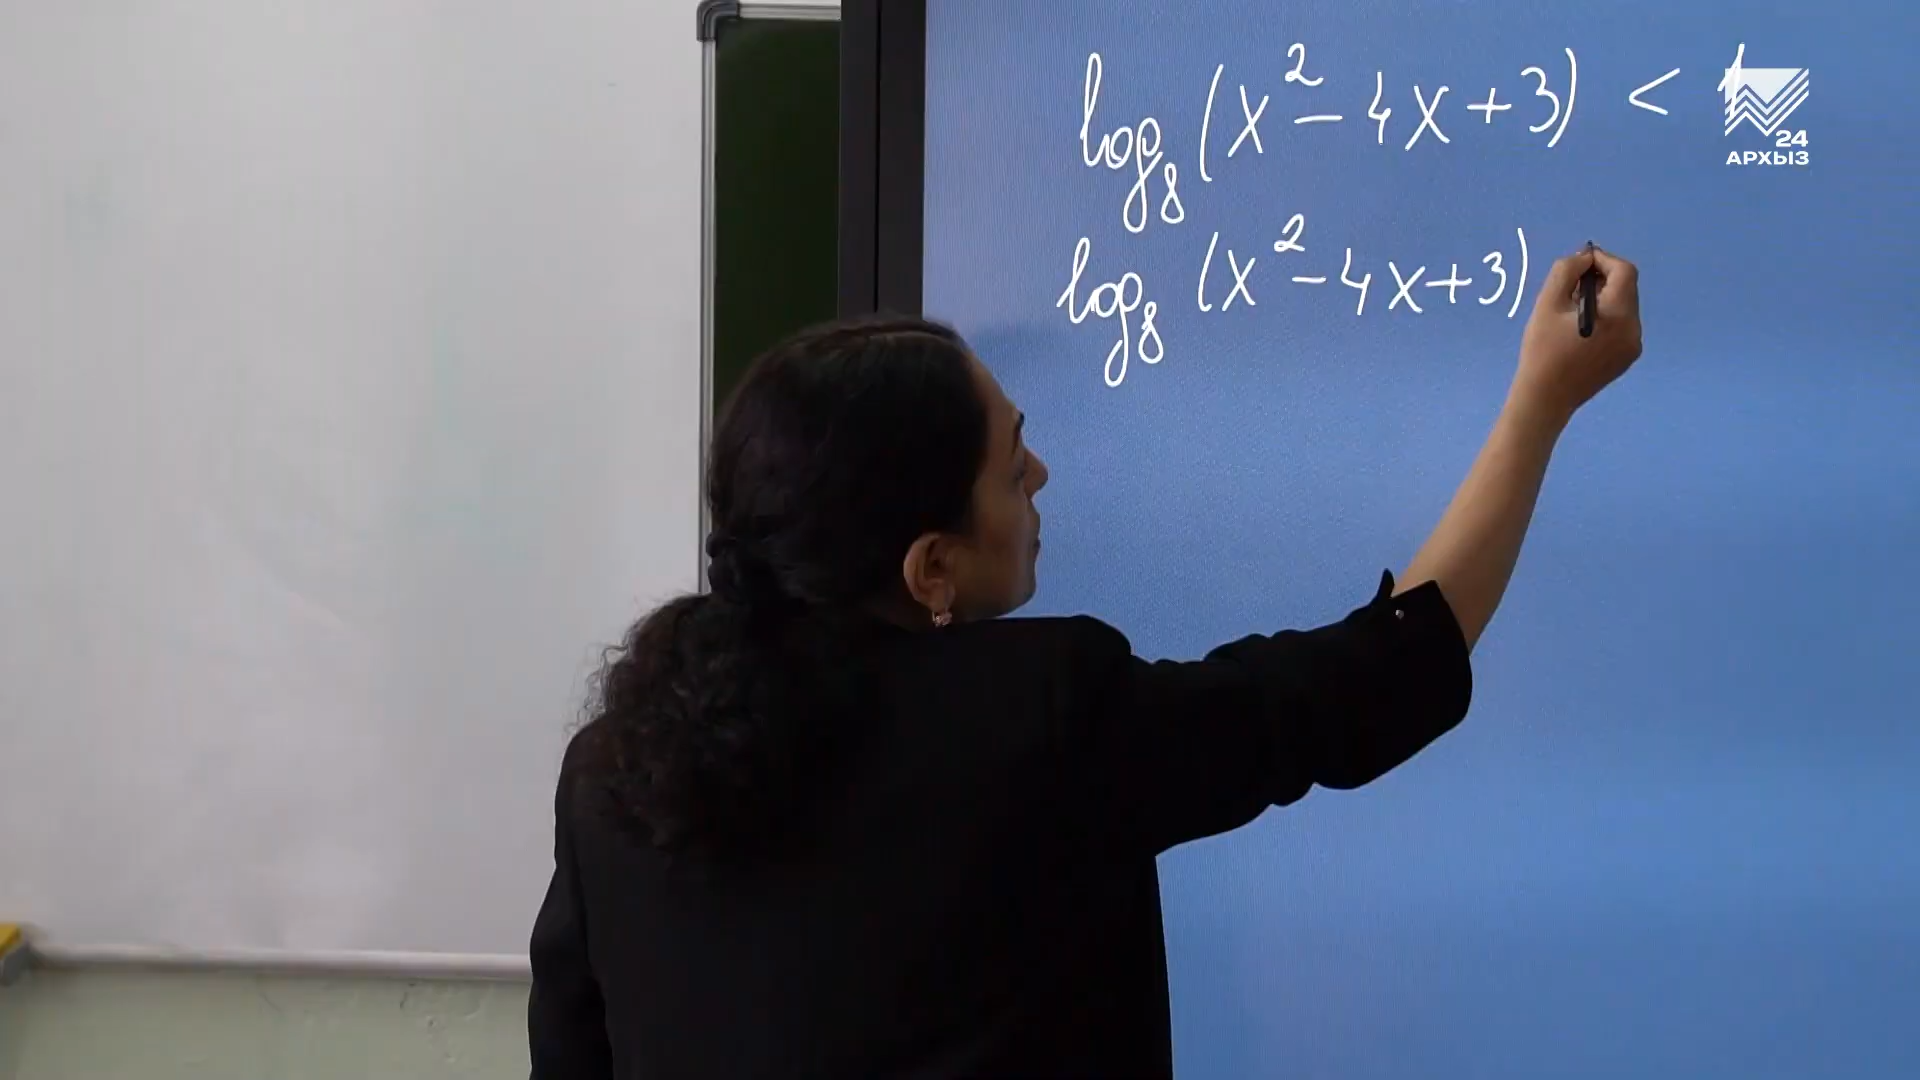 log₈(x² - 4x + 3) < 1
24
АРХЫЗ
log₈(x² - 4x + 3)